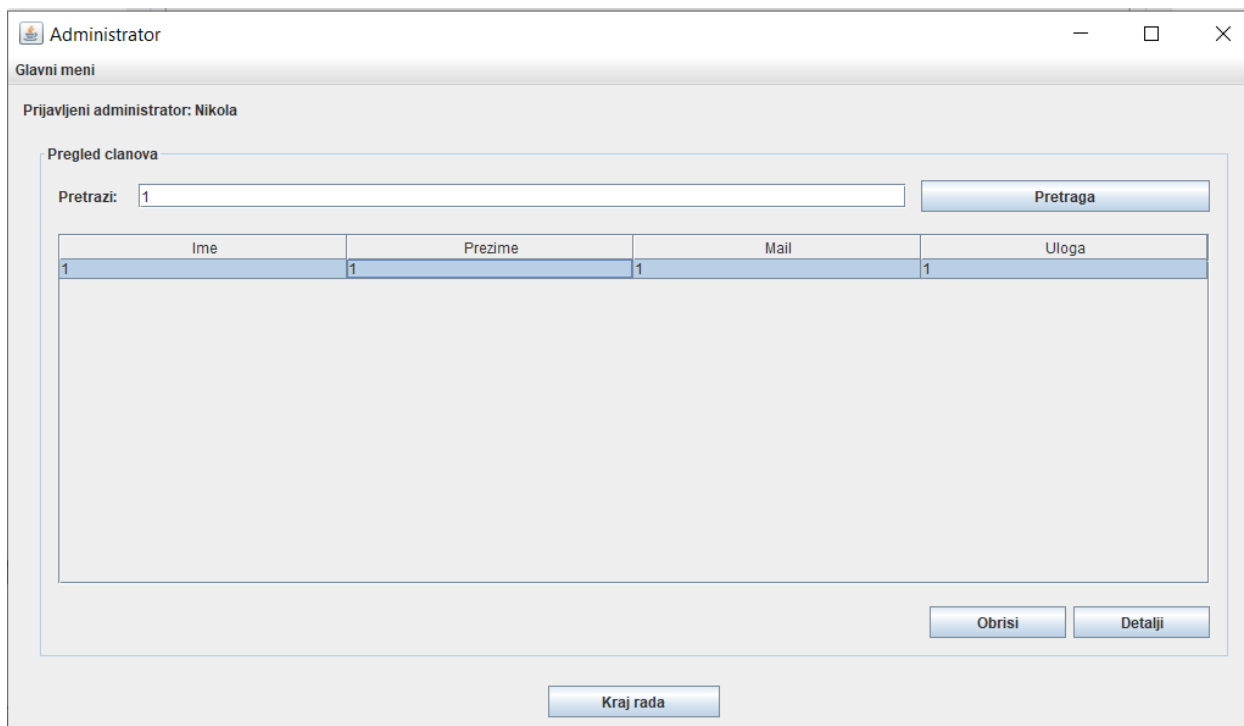 Administrator
Glavni meni
Prijavljeni administrator: Nikola
Pregled clanova
Pretrazi: 1 Pretraga
Ime Prezime Mail Uloga
1 1 1 1
Obrisi Detalji
Kraj rada